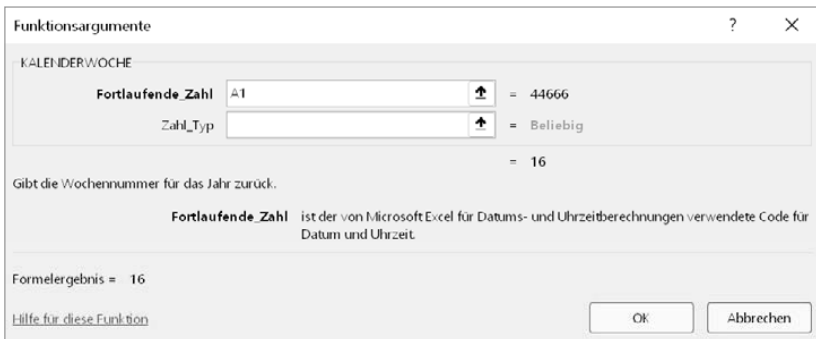 Funktionsargumente ? ×
KALENDERWOCHE
Fortlaufende_Zahl A1 = 44666
Zahl_Typ = Beliebig
= 16
Gibt die Wochennummer für das Jahr zurück.
Fortlaufende_Zahl ist der von Microsoft Excel für Datums- und Uhrzeitberechnungen verwendete Code für
Datum und Uhrzeit.
Formelergebnis = 16
Hilfe für diese Funktion OK Abbrechen